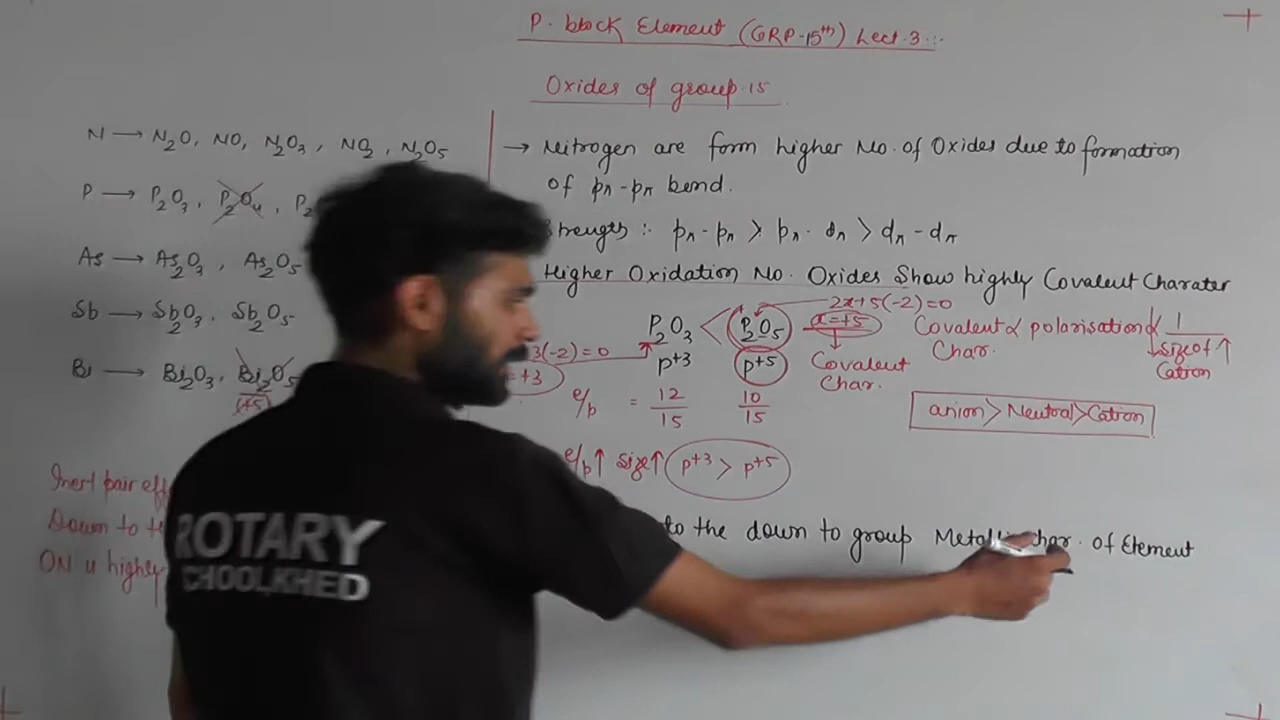 P. block Element (GRP-15th) Lect.3
Oxides of group.15
N → N₂O, NO, N₂O₃, NO₂, N₂O₅
P → P₂O₃, P₂O₄, P₂
As → As₂O₃, As₂O₅
Sb → Sb₂O₃, Sb₂O₅
Bi → Bi₂O₃, Bi₂O₅
(+5)
Inert pair
Down to
ON u highly
→ Nitrogen are form higher No. of Oxides due to formation
of pπ-pπ bend.
pπ-pπ > pπ-dπ > dπ-dπ
Higher Oxidation No. Oxides Show highly Covalent Charater
P₂O₃ < P₂O₅
2x+5(-2)=0
x=+5
3(-2)=0
+3
p+3
p+5
Covalent
Char.
Covalent ∝ polarisation ∝ 1
Char.
↓ size of ↑
Cation
e/p = 12/15 10/15
anion > Neutral > Cation
e/p↑ size↑ p+3 > p+5
to the down to group Metallic char. of Element
ROTARY
CHOOL,KHED